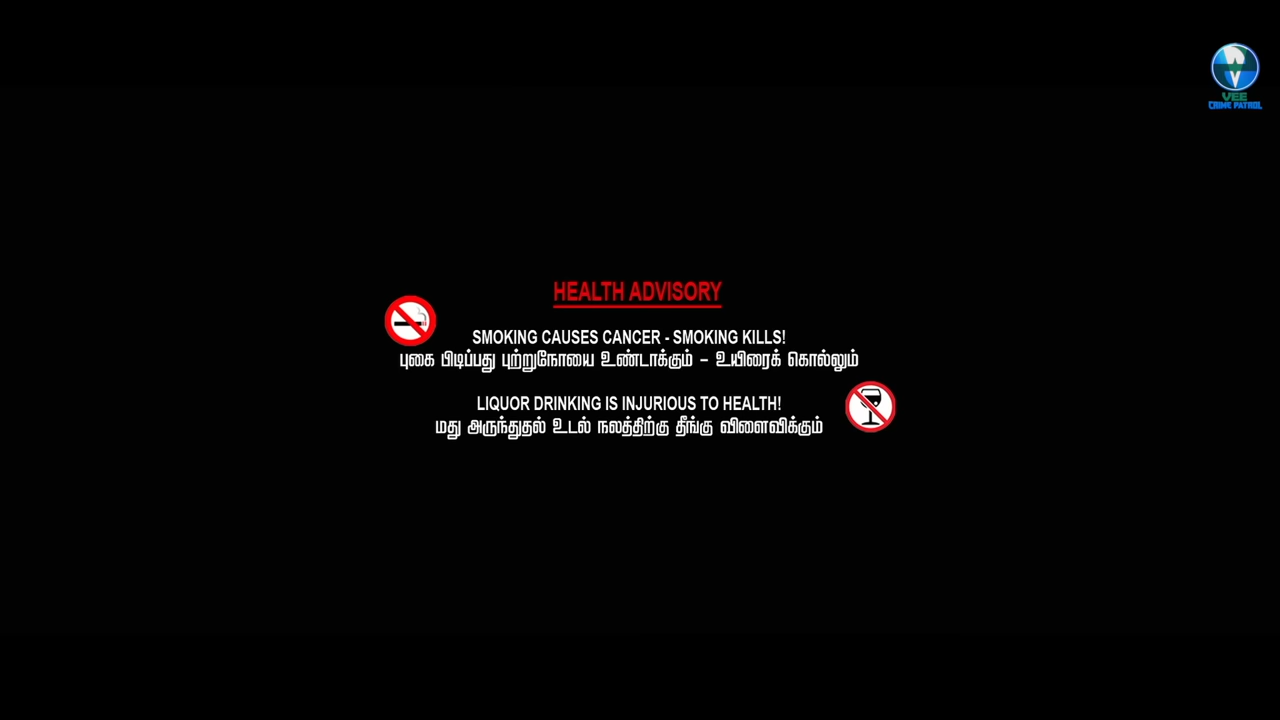 VEE
CRIME PATROL
HEALTH ADVISORY
SMOKING CAUSES CANCER - SMOKING KILLS!
புகை பிடிப்பது புற்றுநோயை உண்டாக்கும் – உயிரைக் கொல்லும்
LIQUOR DRINKING IS INJURIOUS TO HEALTH!
மது அருந்துதல் உடல் நலத்திற்கு தீங்கு விளைவிக்கும்